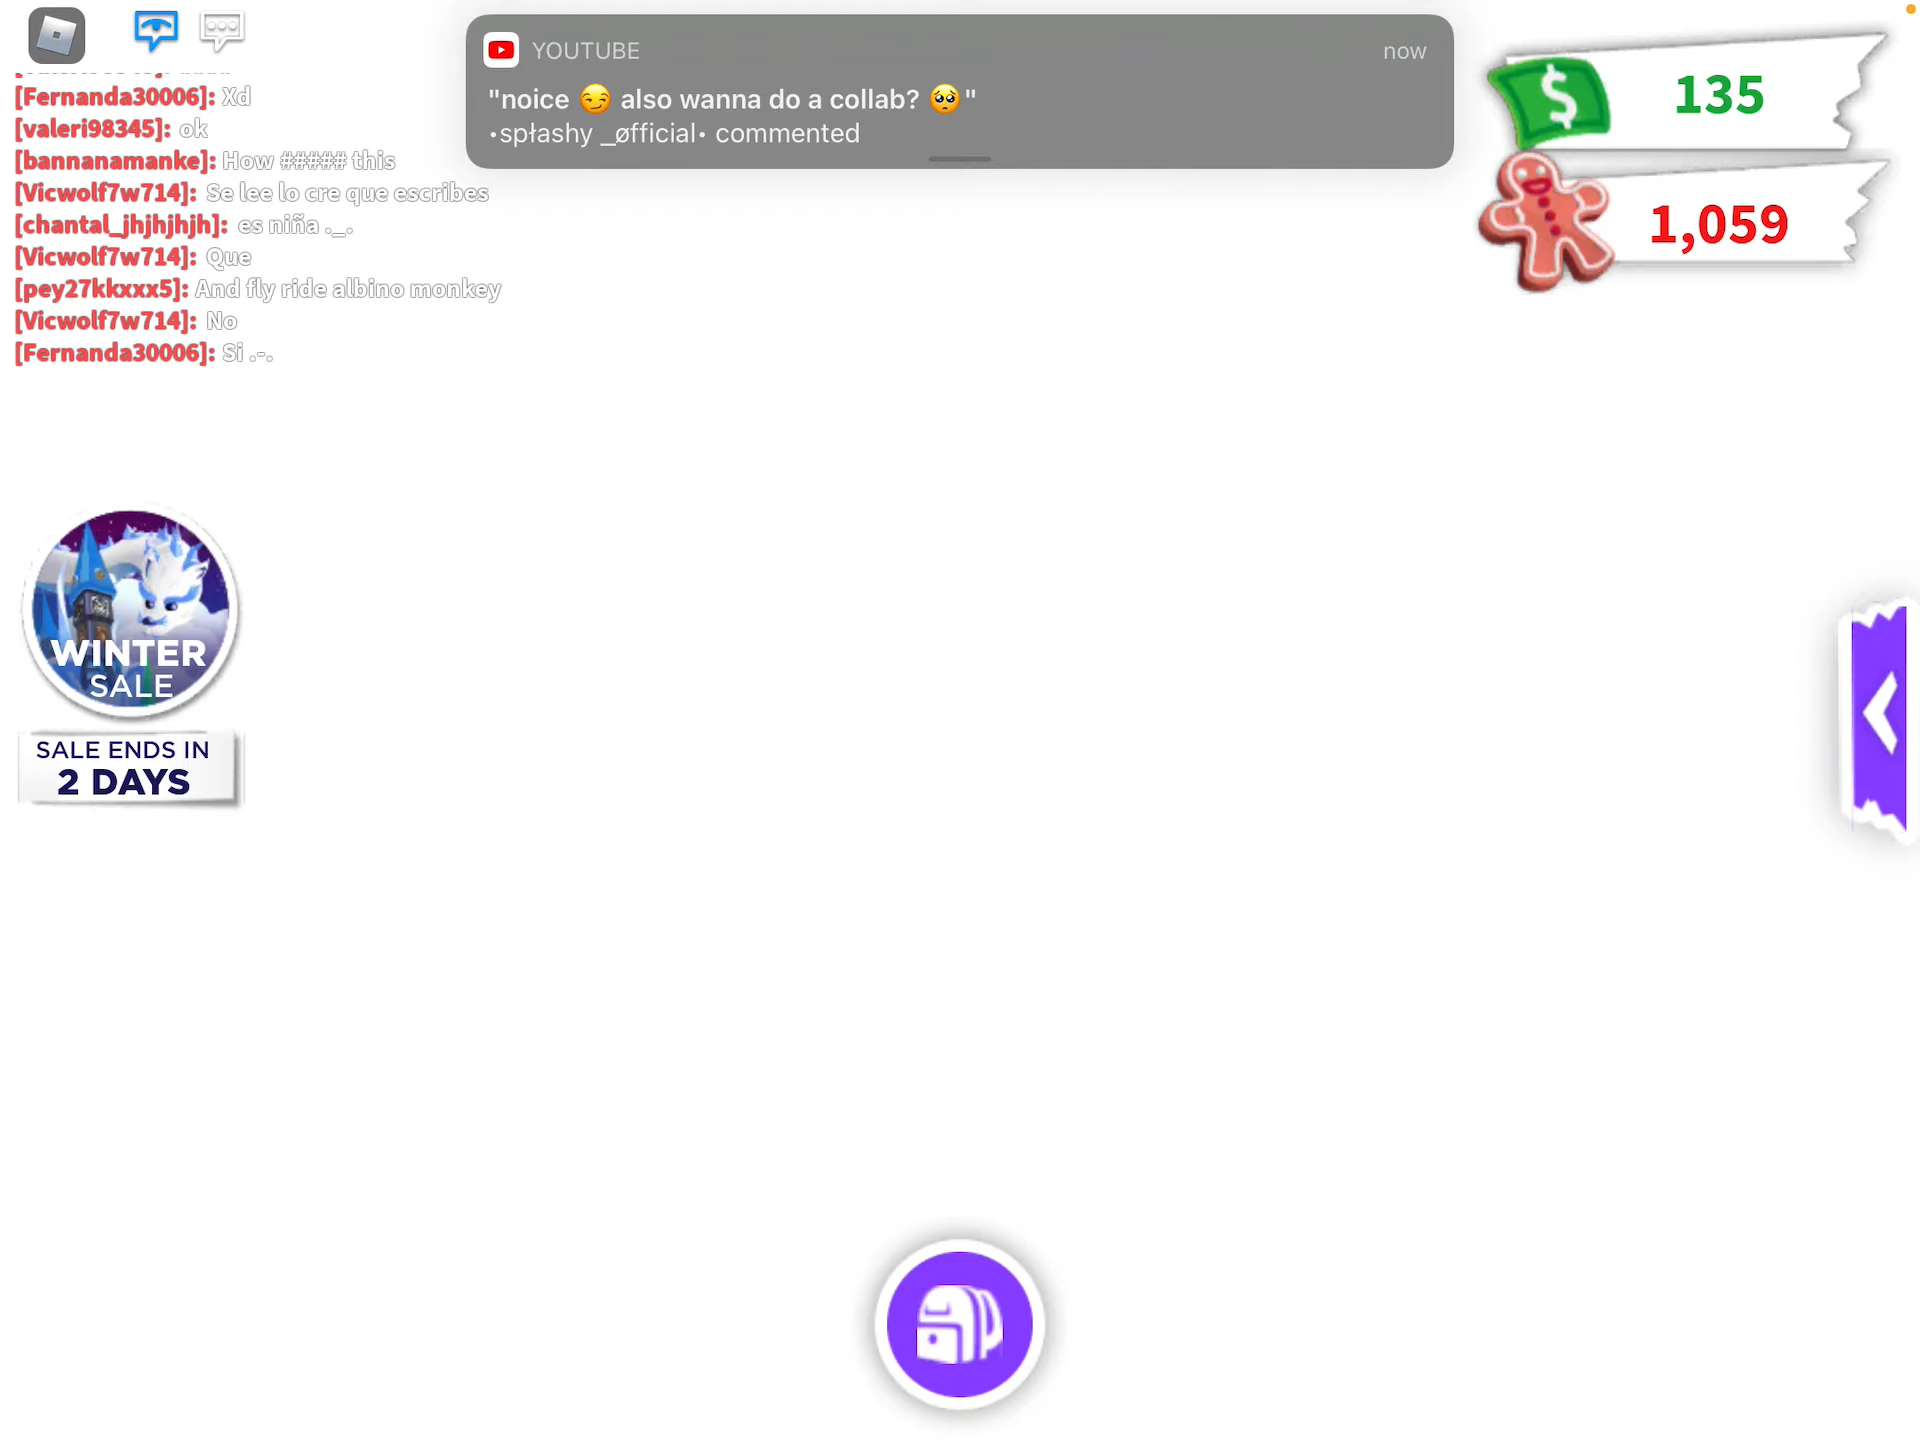 YOUTUBE now
"noice 😏 also wanna do a collab? 🥺"
•spłashy _øfficial• commented
[Fernanda30006]: Xd
[valeri98345]: ok
[bannanamanke]: How ##### this
[Vicwolf7w714]: Se lee lo cre que escribes
[chantal_jhjhjhjh]: es niña ._.
[Vicwolf7w714]: Que
[pey27kkxxx5]: And fly ride albino monkey
[Vicwolf7w714]: No
[Fernanda30006]: Si .-.
135
1,059
WINTER
SALE
SALE ENDS IN
2 DAYS